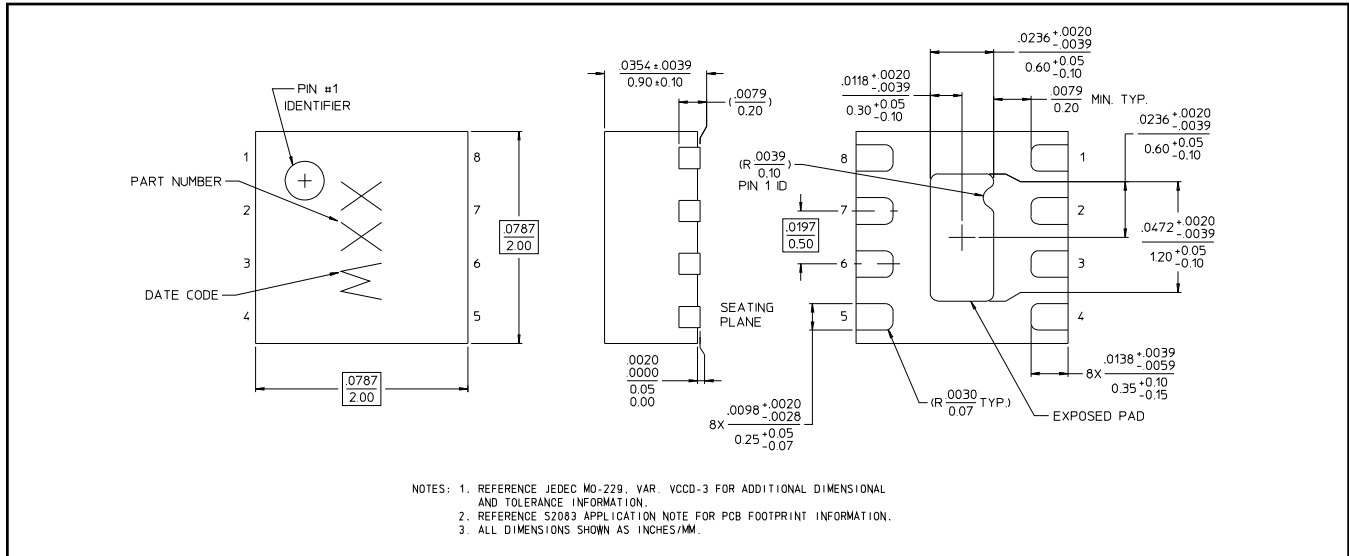 PIN #1
IDENTIFIER
PART NUMBER
DATE CODE
1
2
3
4
8
7
6
5
XX
.0787
2.00
.0787
2.00
.0354 ±.0039
0.90 ±0.10
(.0079
0.20)
SEATING
PLANE
.0020
.0000
0.05
0.00
.0236 +.0020
-.0039
0.60 +0.05
-0.10
.0118 +.0020
-.0039
0.30 +0.05
-0.10
.0079
0.20 MIN. TYP.
.0236 +.0020
-.0039
0.60 +0.05
-0.10
(R .0039
0.10)
PIN 1 ID
.0197
0.50
.0472 +.0020
-.0039
1.20 +0.05
-0.10
8
7
6
5
1
2
3
4
8X .0138 +.0039
-.0059
0.35 +0.10
-0.15
8X .0098 +.0020
-.0028
0.25 +0.05
-0.07
(R .0030
0.07 TYP.)
EXPOSED PAD
NOTES: 1. REFERENCE JEDEC MO-229, VAR. VCCD-3 FOR ADDITIONAL DIMENSIONAL
AND TOLERANCE INFORMATION.
2. REFERENCE S2083 APPLICATION NOTE FOR PCB FOOTPRINT INFORMATION.
3. ALL DIMENSIONS SHOWN AS INCHES/MM.